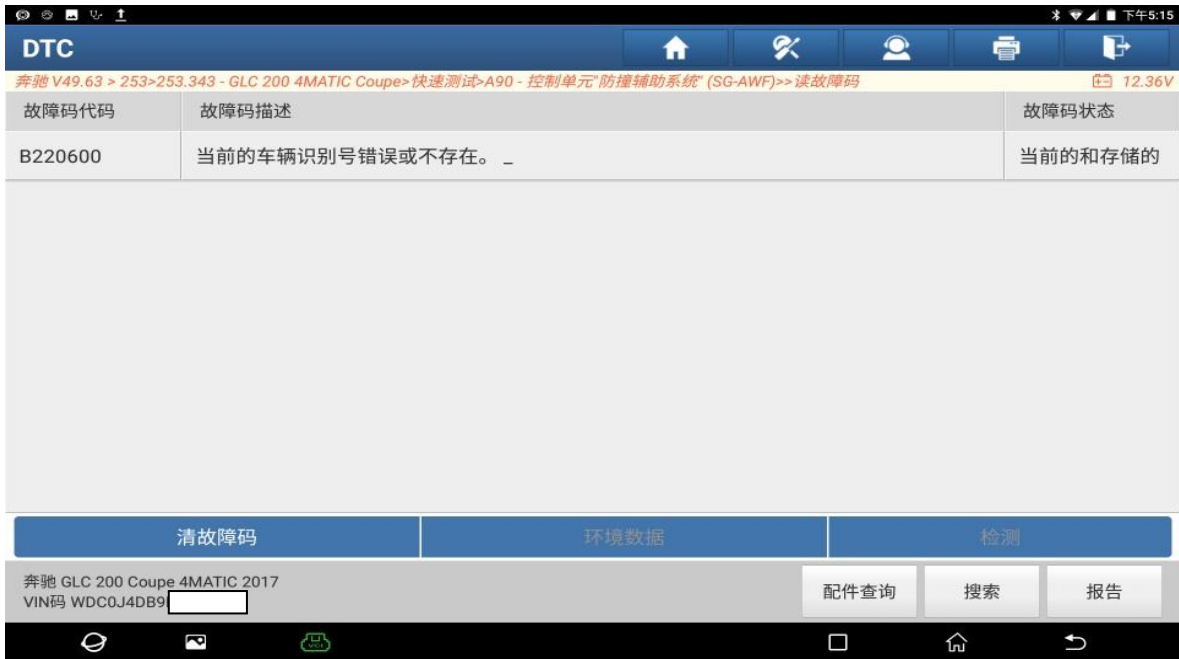 下午5:15
DTC
奔驰 V49.63 > 253>253.343 - GLC 200 4MATIC Coupe>快速测试>A90 - 控制单元"防撞辅助系统" (SG-AWF)>>读故障码 12.36V
故障码代码 故障码描述 故障码状态
B220600 当前的车辆识别号错误或不存在。 _ 当前的和存储的
清故障码 环境数据 检测
奔驰 GLC 200 Coupe 4MATIC 2017
VIN码 WDC0J4DB9
配件查询 搜索 报告
VCI